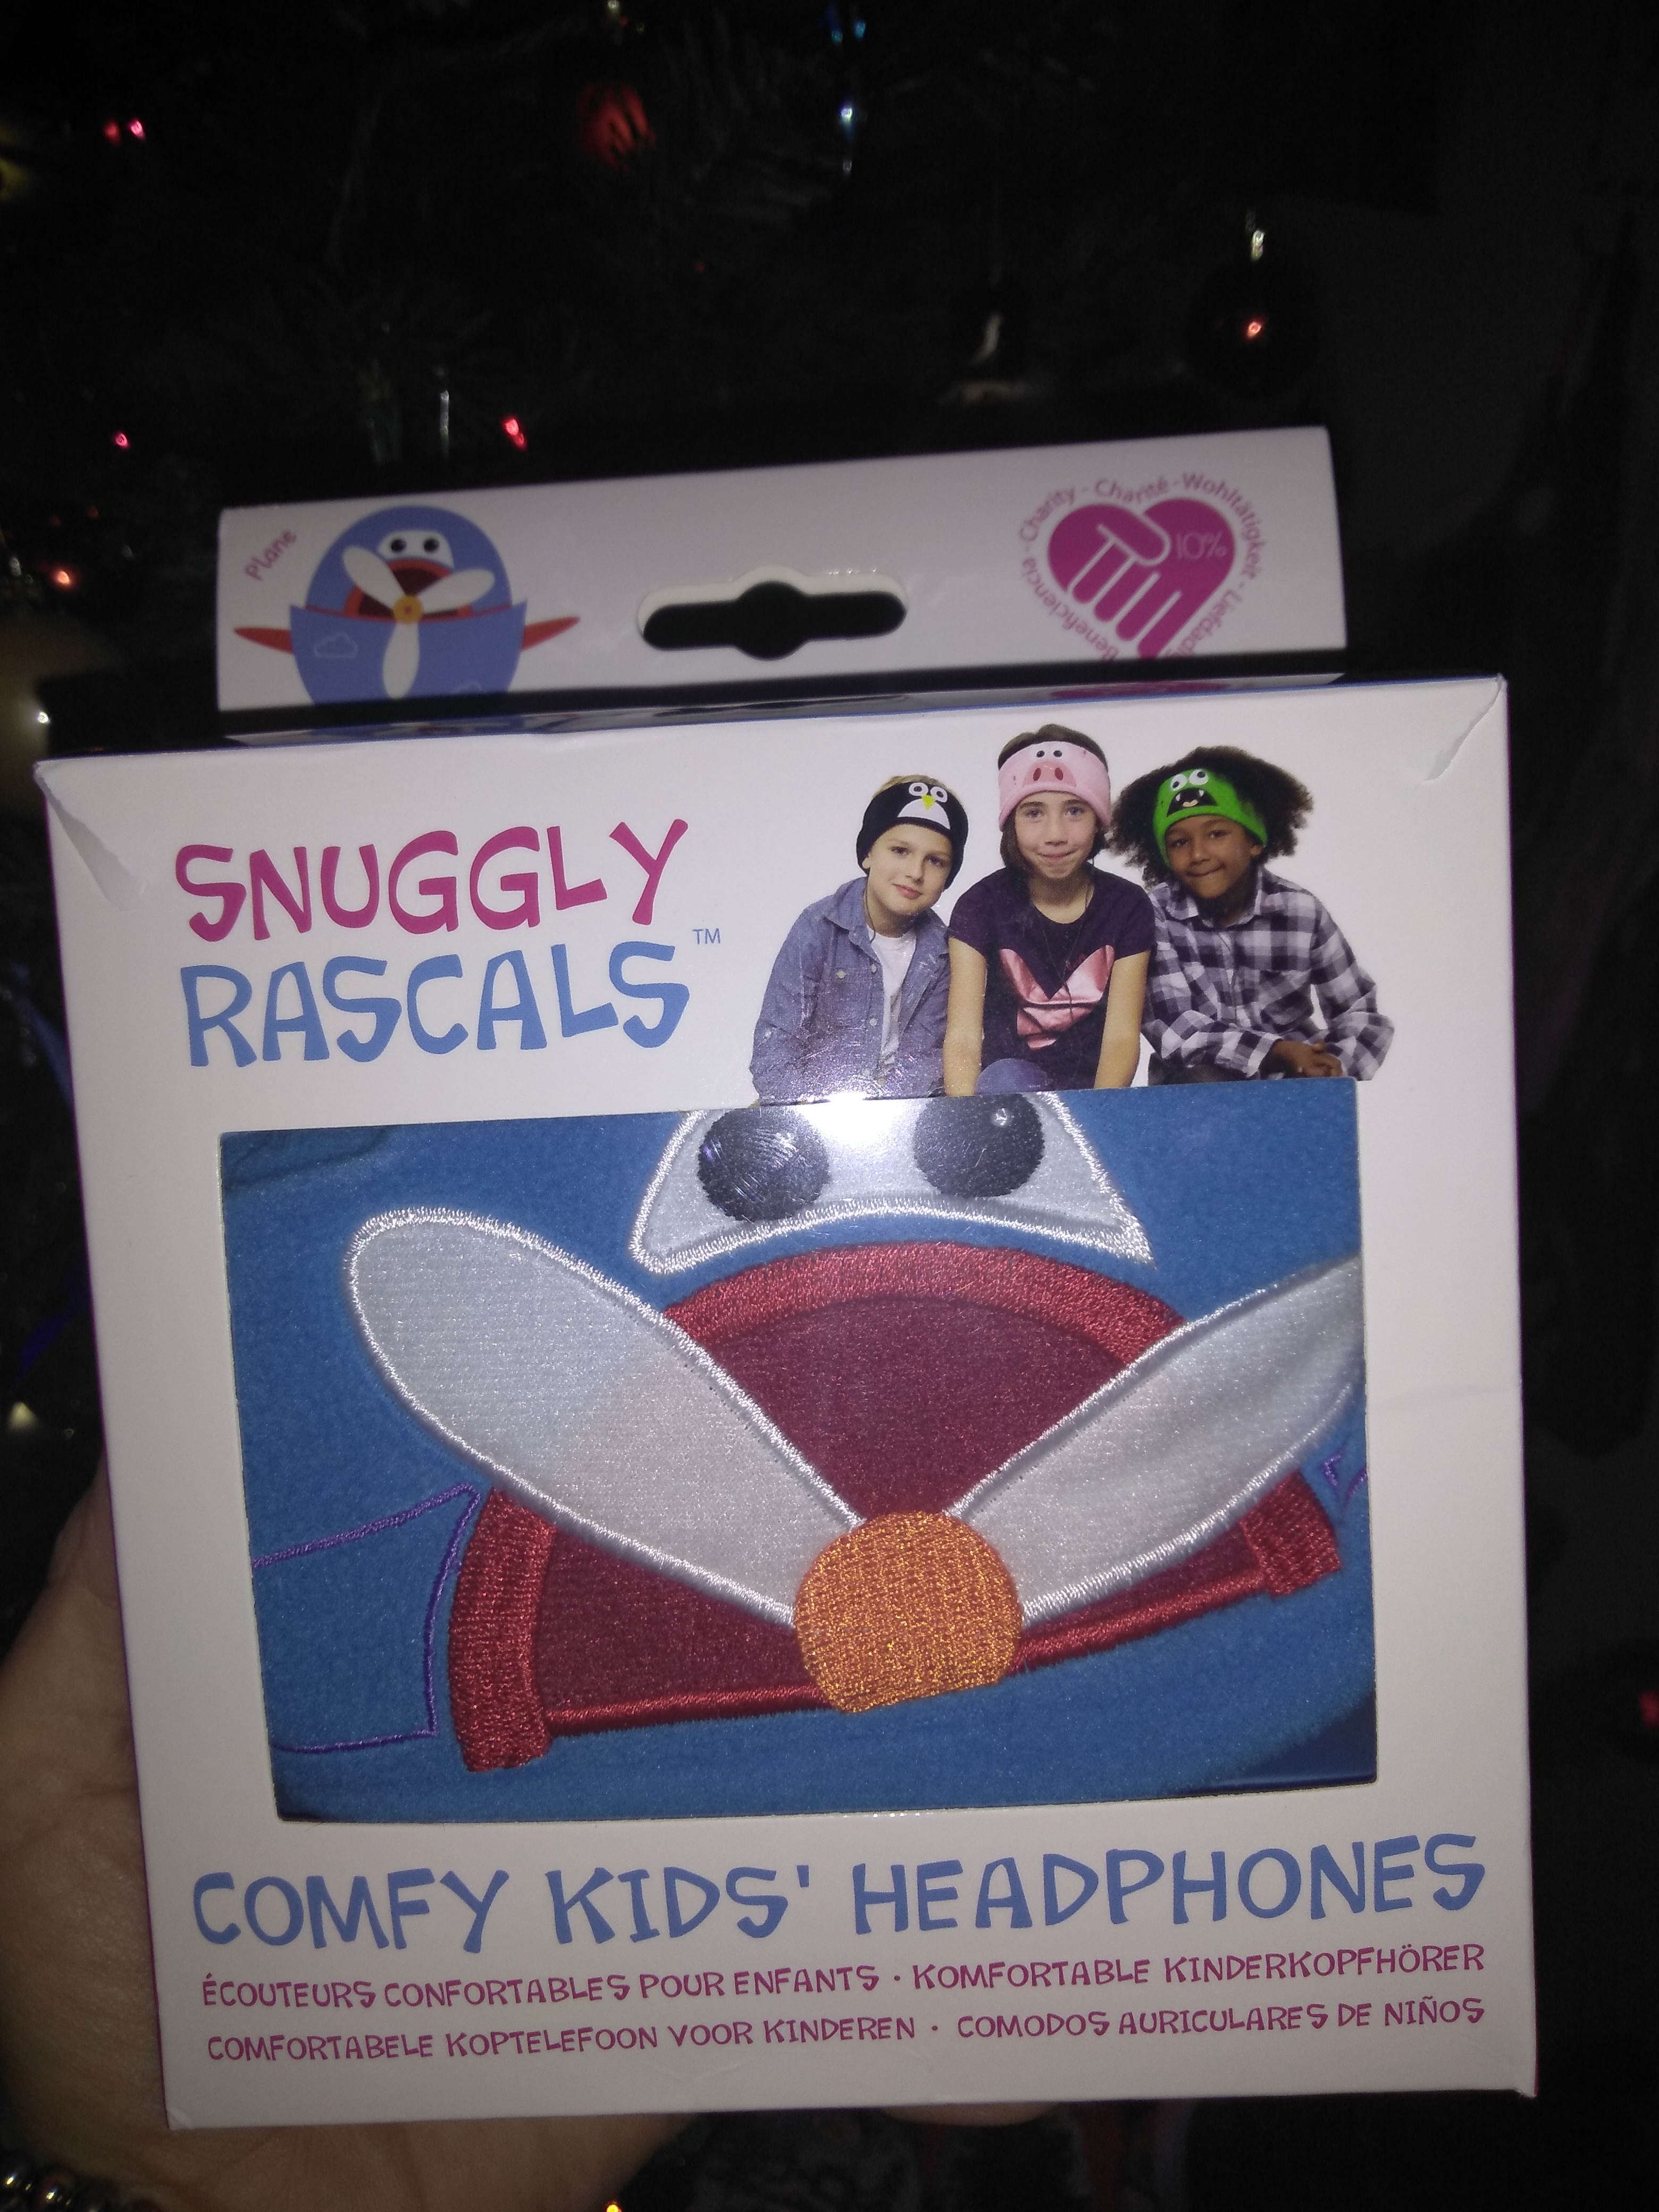 Plane
Beneficiencia - Charity - Charité - Wohltätigkeit -
10%
SNUGGLY
RASCALS™
COMFY KIDS' HEADPHONES
ÉCOUTEURS CONFORTABLES POUR ENFANTS · KOMFORTABLE KINDERKOPFHÖRER
COMFORTABELE KOPTELEFOON VOOR KINDEREN · COMODOS AURICULARES DE NIÑOS